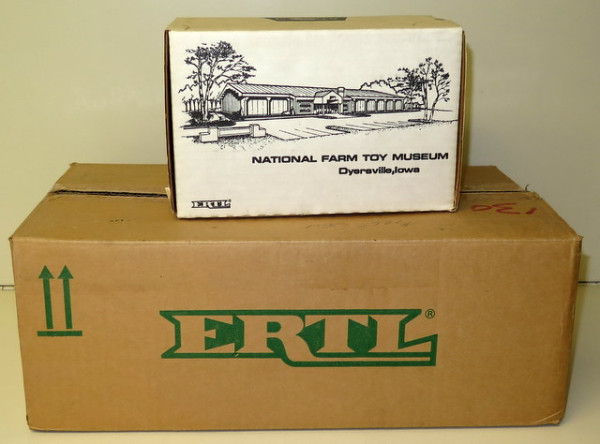 NATIONAL FARM TOY MUSEUM
Dyersville,Iowa
ERTL
ERTL®